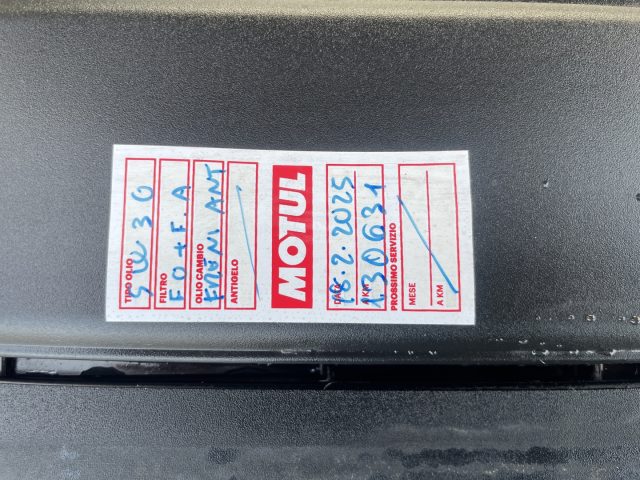 TIPO OLIO
5W30
FILTRO
F.O + F.A
OLIO CAMBIO
FRENI ANT
ANTIGELO
MOTUL
DATA
18.2.2025
A KM
130631
PROSSIMO SERVIZIO
MESE
A KM